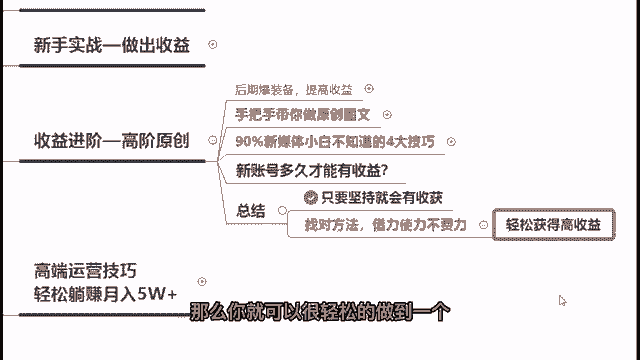 新手实战—做出收益
后期爆装备，提高收益
手把手带你做原创图文
收益进阶—高阶原创
90%新媒体小白不知道的4大技巧
新账号多久才能有收益?
只要坚持就会有收获
总结
找对方法，借力使力不费力
轻松获得高收益
高端运营技巧
轻松躺赚月入5W+
那么你就可以很轻松的做到一个